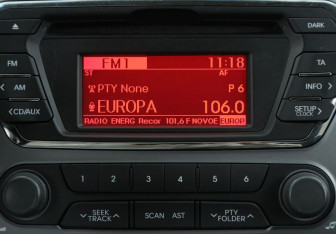 DARK
FM 1 11:18
ST AF
FM TA
PTY None P 6
AM INFO
EUROPA 106.0
CD/AUX SETUP
CLOCK
RADIO ENERG Recor 101,6 F NOVOE EUROP
1 2 3 4 5 6
SEEK
TRACK SCAN AST PTY
FOLDER